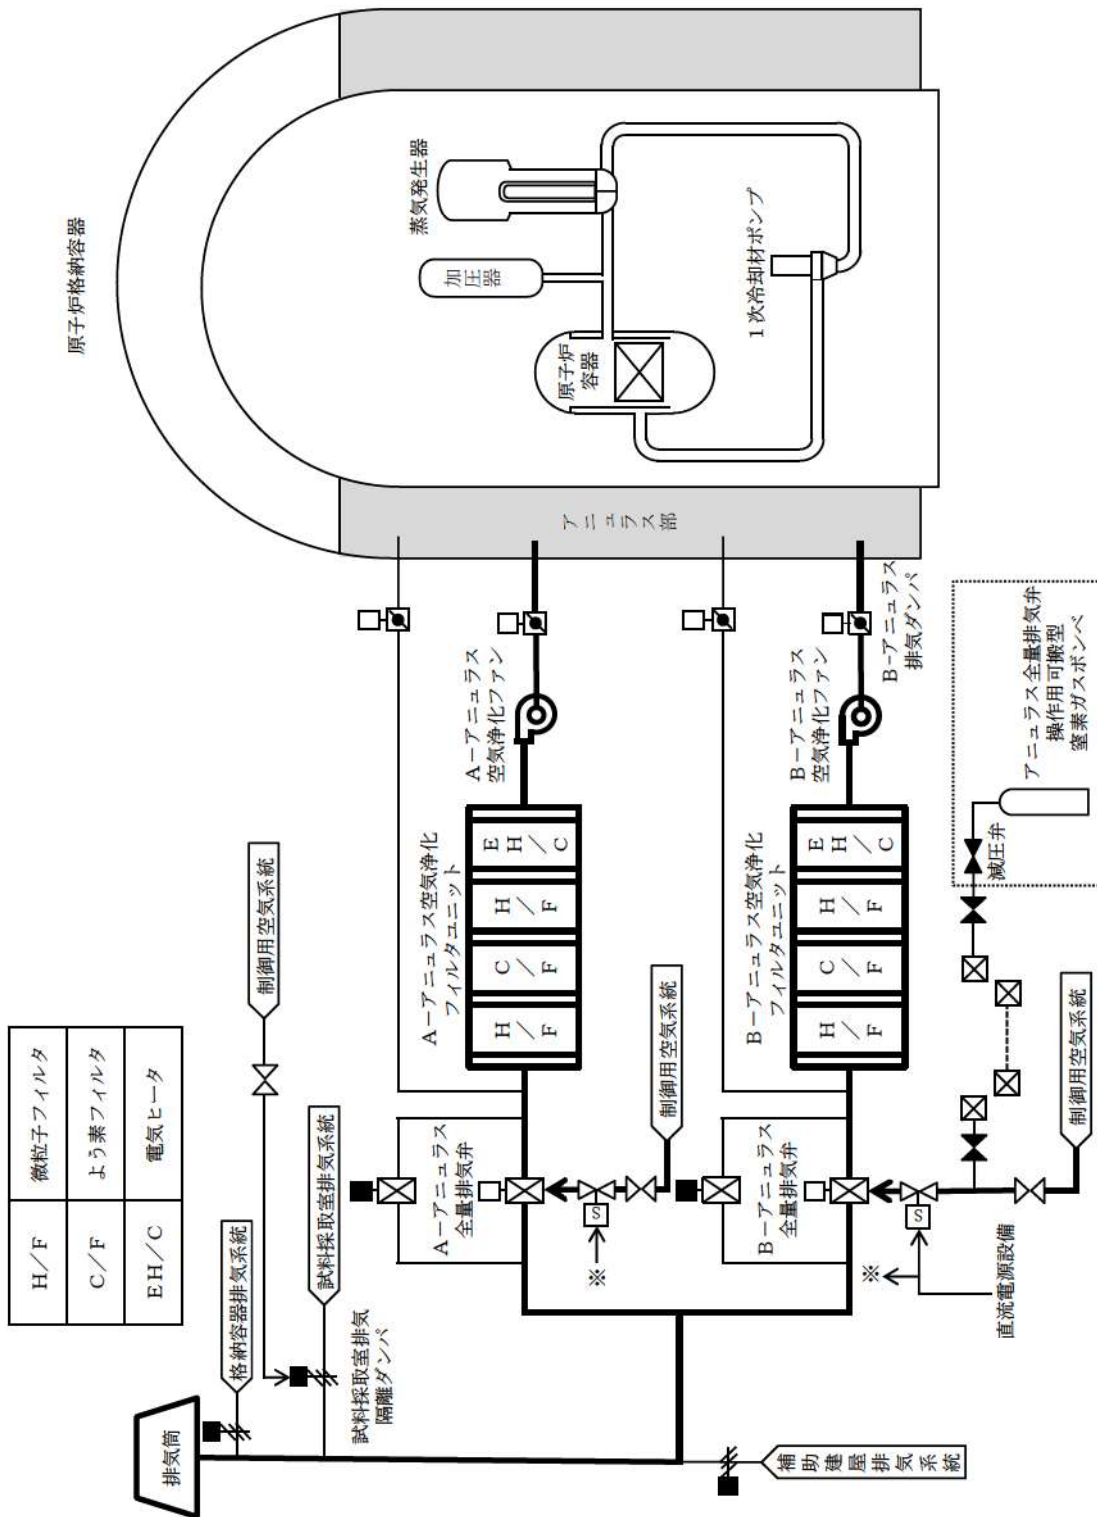 原子炉格納容器
蒸気発生器
加圧器
原子炉
容器
1次冷却材ポンプ
アニュラス部
A-アニュラス
空気浄化ファン
B-アニュラス
空気浄化ファン
B-アニュラス
排気ダンパ
アニュラス全量排気弁
操作用可搬型
窒素ガスボンベ
減圧弁
A-アニュラス空気浄化
フィルタユニット
H/F
C/F
H/F
EH/C
B-アニュラス空気浄化
フィルタユニット
H/F
C/F
H/F
EH/C
制御用空気系統
制御用空気系統
制御用空気系統
A-アニュラス
全量排気弁
B-アニュラス
全量排気弁
S
※
S
※
直流電源設備
H/F 微粒子フィルタ
C/F よう素フィルタ
EH/C 電気ヒータ
格納容器排気系統
試料採取室排気系統
試料採取室排気
隔離ダンパ
排気筒
補助建屋排気系統